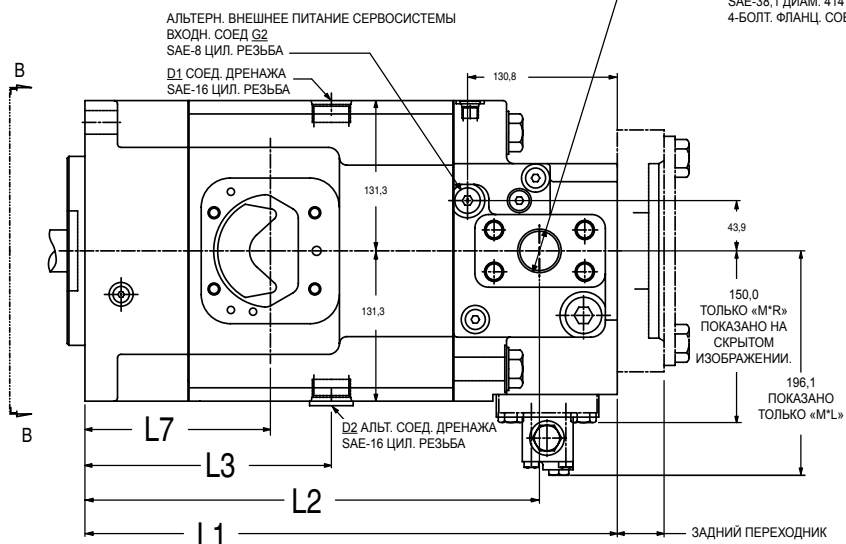 АЛЬТЕРН. ВНЕШНЕЕ ПИТАНИЕ СЕРВОСИСТЕМЫ
ВХОДН. СОЕД G2
SAE-8 ЦИЛ. РЕЗЬБА
D1 СОЕД. ДРЕНАЖА
SAE-16 ЦИЛ. РЕЗЬБА
SAE-38,1 ДИАМ. 414
4-БОЛТ. ФЛАНЦ. СОЕ
B
130,8
131,3
43,9
131,3
150,0
ТОЛЬКО «M*R»
ПОКАЗАНО НА
СКРЫТОМ
ИЗОБРАЖЕНИИ.
196,1
ПОКАЗАНО
ТОЛЬКО «M*L»
B
D2 АЛЬТ. СОЕД. ДРЕНАЖА
SAE-16 ЦИЛ. РЕЗЬБА
L7
L3
L2
L1
ЗАДНИЙ ПЕРЕХОДНИК